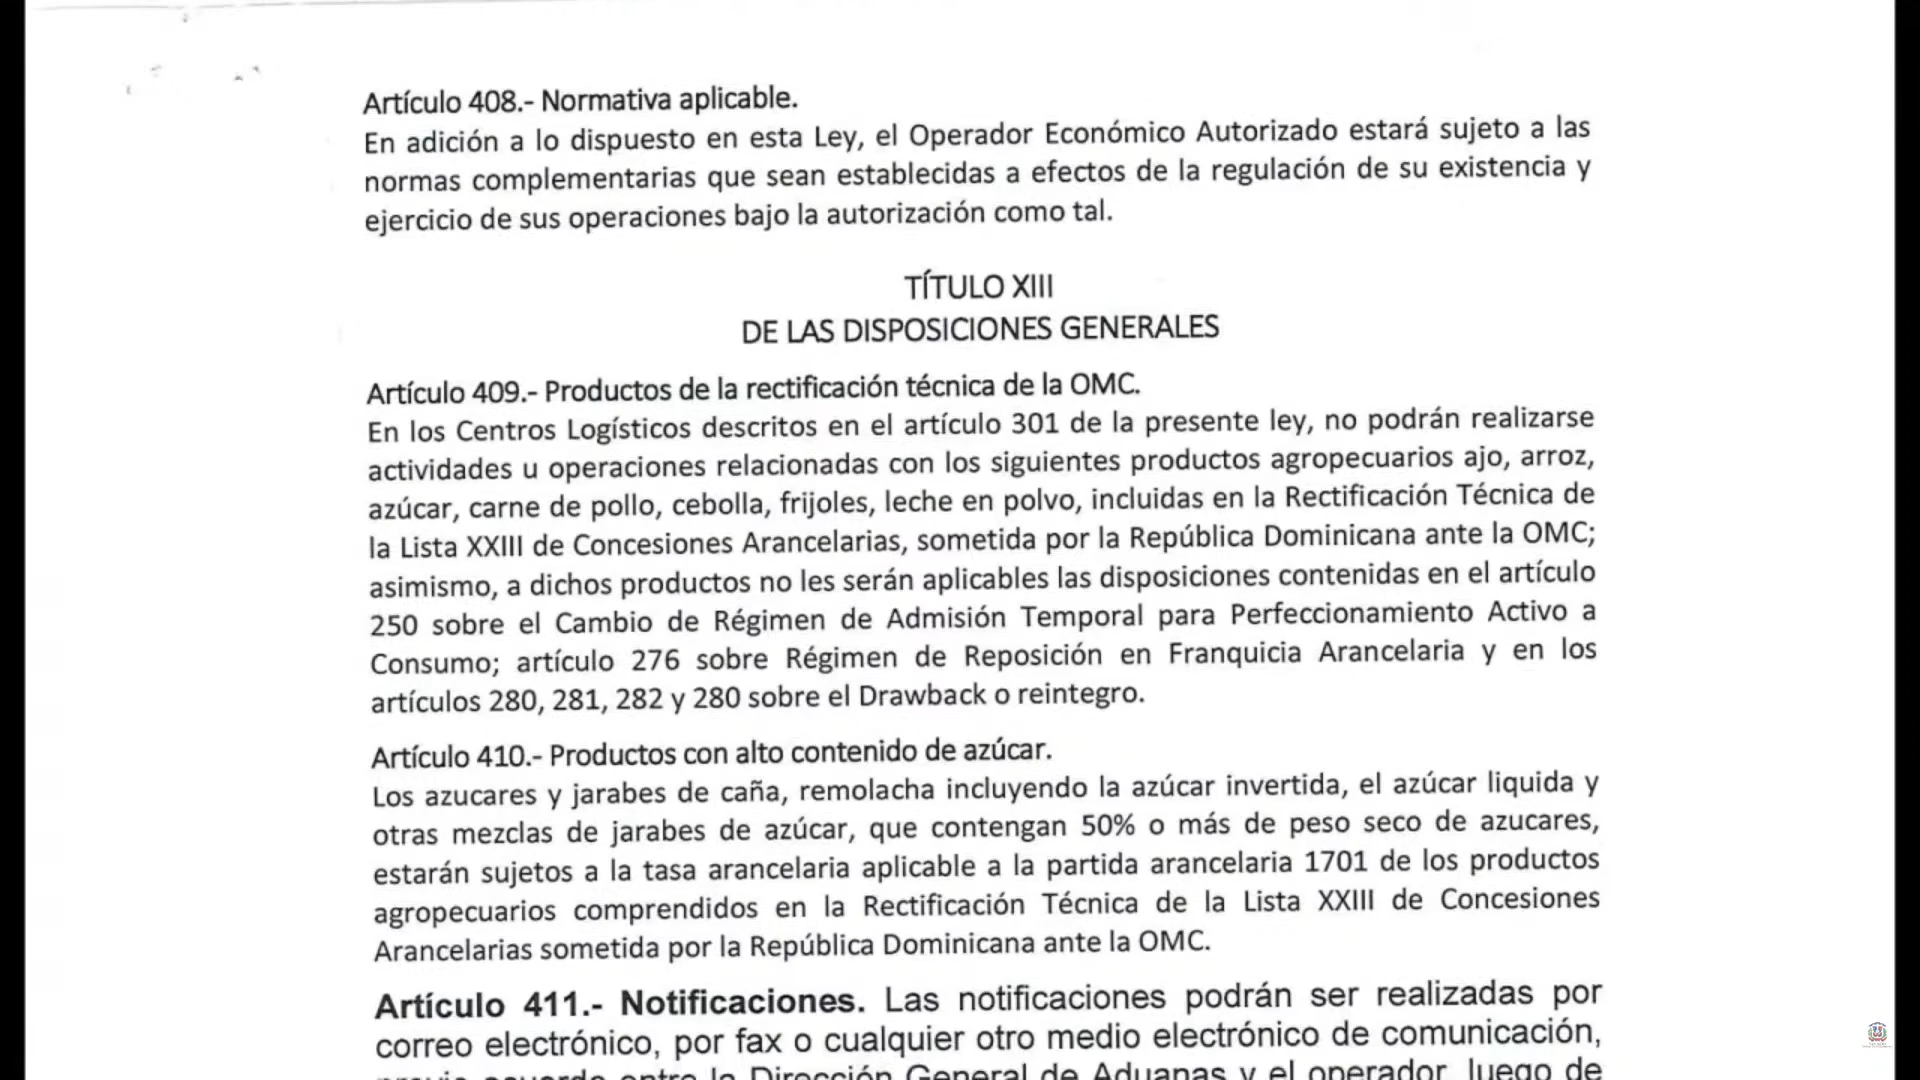 Artículo 408.- Normativa aplicable.
En adición a lo dispuesto en esta Ley, el Operador Económico Autorizado estará sujeto a las
normas complementarias que sean establecidas a efectos de la regulación de su existencia y
ejercicio de sus operaciones bajo la autorización como tal.
TÍTULO XIII
DE LAS DISPOSICIONES GENERALES
Artículo 409.- Productos de la rectificación técnica de la OMC.
En los Centros Logísticos descritos en el artículo 301 de la presente ley, no podrán realizarse
actividades u operaciones relacionadas con los siguientes productos agropecuarios ajo, arroz,
azúcar, carne de pollo, cebolla, frijoles, leche en polvo, incluidas en la Rectificación Técnica de
la Lista XXIII de Concesiones Arancelarias, sometida por la República Dominicana ante la OMC;
asimismo, a dichos productos no les serán aplicables las disposiciones contenidas en el artículo
250 sobre el Cambio de Régimen de Admisión Temporal para Perfeccionamiento Activo a
Consumo; artículo 276 sobre Régimen de Reposición en Franquicia Arancelaria y en los
artículos 280, 281, 282 y 280 sobre el Drawback o reintegro.
Artículo 410.- Productos con alto contenido de azúcar.
Los azucares y jarabes de caña, remolacha incluyendo la azúcar invertida, el azúcar liquida y
otras mezclas de jarabes de azúcar, que contengan 50% o más de peso seco de azucares,
estarán sujetos a la tasa arancelaria aplicable a la partida arancelaria 1701 de los productos
agropecuarios comprendidos en la Rectificación Técnica de la Lista XXIII de Concesiones
Arancelarias sometida por la República Dominicana ante la OMC.
Artículo 411.- Notificaciones. Las notificaciones podrán ser realizadas por
correo electrónico, por fax o cualquier otro medio electrónico de comunicación,
previo acuerdo entre la Dirección General de Aduanas y el operador, luego de